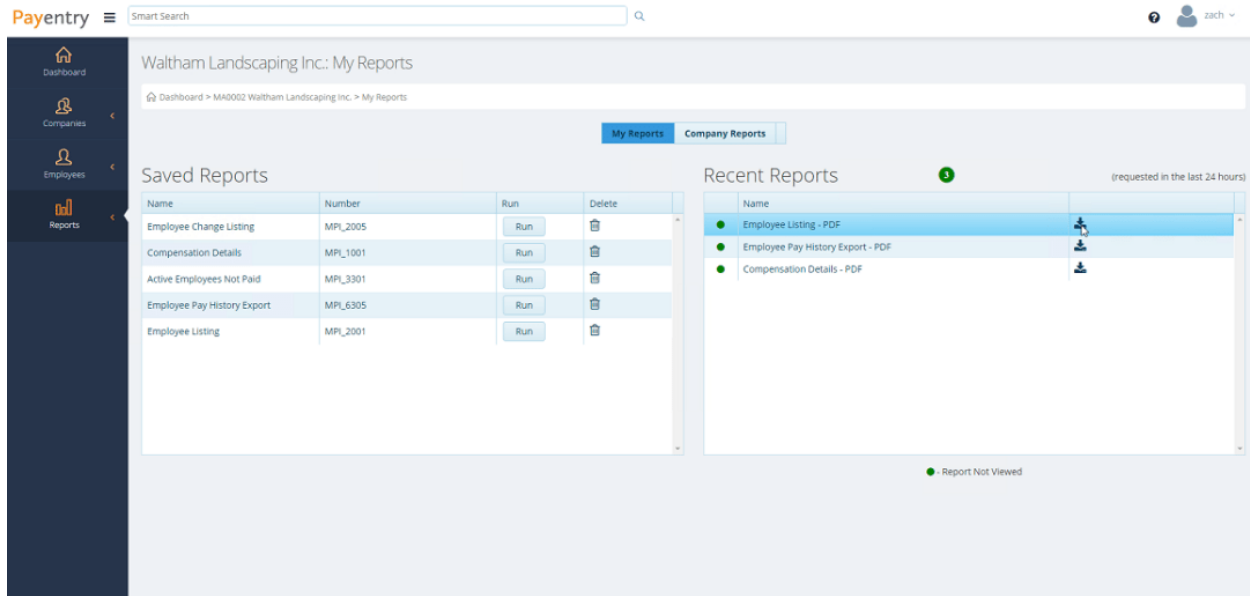 Payentry
Smart Search
zach
Dashboard
Companies
Employees
Reports
Waltham Landscaping Inc.: My Reports
Dashboard > MA0002 Waltham Landscaping Inc. > My Reports
My Reports Company Reports
Saved Reports
Name Number Run Delete
Employee Change Listing MPI_2005 Run
Compensation Details MPI_1001 Run
Active Employees Not Paid MPI_3301 Run
Employee Pay History Export MPI_6305 Run
Employee Listing MPI_2001 Run
Recent Reports 3 (requested in the last 24 hours)
Name
Employee Listing - PDF
Employee Pay History Export - PDF
Compensation Details - PDF
- Report Not Viewed